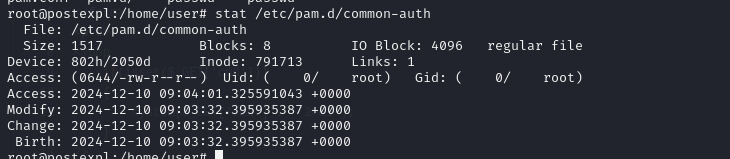 root@postexpl:/home/user# stat /etc/pam.d/common-auth
  File: /etc/pam.d/common-auth
  Size: 1517            Blocks: 8          IO Block: 4096   regular file
Device: 802h/2050d      Inode: 791713      Links: 1
Access: (0644/-rw-r--r--)  Uid: (    0/    root)   Gid: (    0/    root)
Access: 2024-12-10 09:04:01.325591043 +0000
Modify: 2024-12-10 09:03:32.395935387 +0000
Change: 2024-12-10 09:03:32.395935387 +0000
 Birth: 2024-12-10 09:03:32.395935387 +0000
root@postexpl:/home/user#